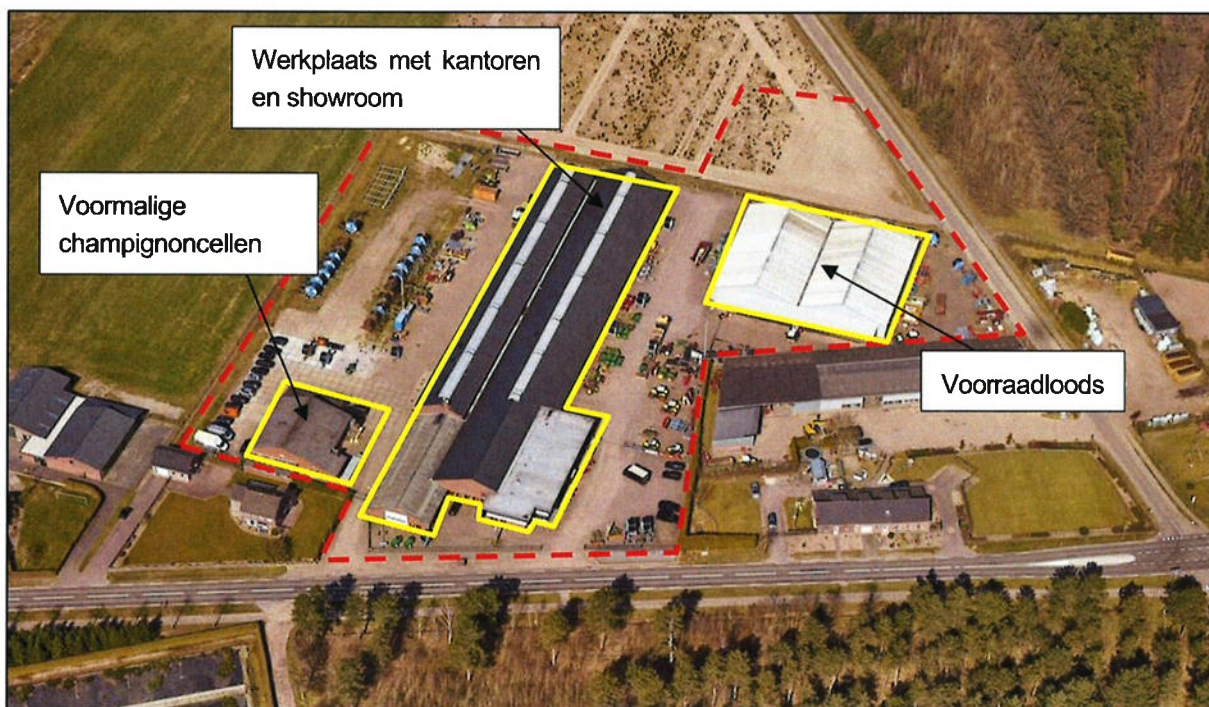 Werkplaats met kantoren
en showroom
Voormalige
champignoncellen
Voorraadloods